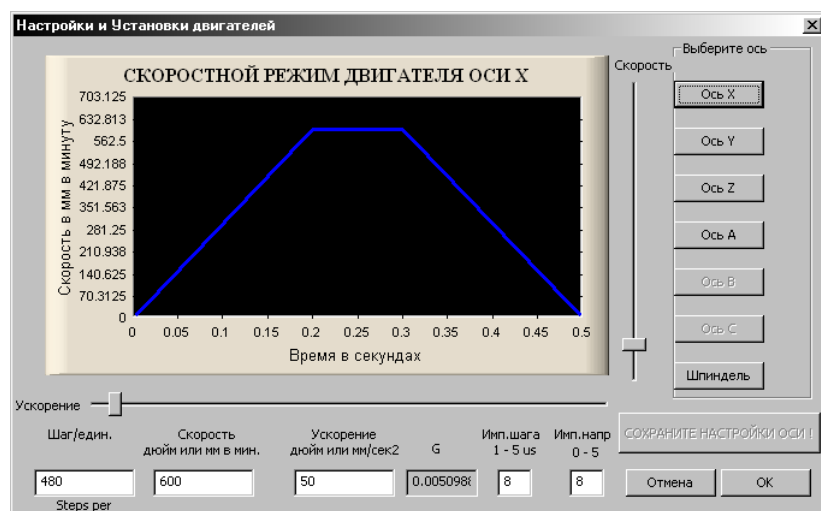 Настройки и Установки двигателей
Выберите ось
Скорость
СКОРОСТНОЙ РЕЖИМ ДВИГАТЕЛЯ ОСИ X
Скорость в мм в минуту
703.125
632.813
562.5
492.188
421.875
351.563
281.25
210.938
140.625
70.3125
0
0 0.05 0.1 0.15 0.2 0.25 0.3 0.35 0.4 0.45 0.5
Время в секундах
Ось X
Ось Y
Ось Z
Ось A
Ось B
Ось C
Шпиндель
Ускорение
Шаг/един. Скорость Ускорение Имп.шага Имп.напр
дюйм или мм в мин. дюйм или мм/сек2 G 1 - 5 us 0 - 5
СОХРАНИТЕ НАСТРОЙКИ ОСИ !
480 600 50 0.005098 8 8
Отмена OK
Steps per